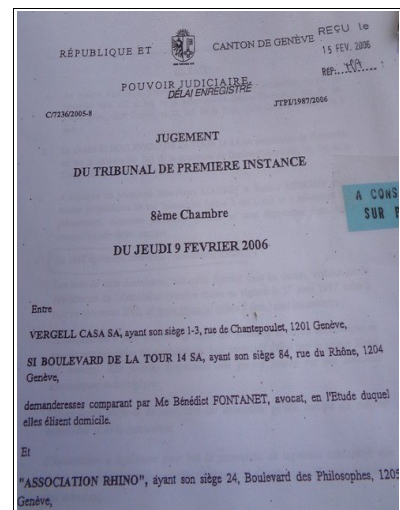 RÉPUBLIQUE ET CANTON DE GENÈVE
REÇU le
15 FEV. 2006
REP:
POUVOIR JUDICIAIRE
DÉLAI ENREGISTRÉ
C/7236/2005-8 JTPI/1987/2006
JUGEMENT
DU TRIBUNAL DE PREMIERE INSTANCE
A CONS
SUR
8ème Chambre
DU JEUDI 9 FEVRIER 2006
Entre
VERGELL CASA SA, ayant son siège 1-3, rue de Chantepoulet, 1201 Genève,
SI BOULEVARD DE LA TOUR 14 SA, ayant son siège 84, rue du Rhône, 1204
Genève,
demanderesses comparant par Me Bénédict FONTANET, avocat, en l'Etude duquel
elles élisent domicile.
Et
"ASSOCIATION RHINO", ayant son siège 24, Boulevard des Philosophes, 1205
Genève,